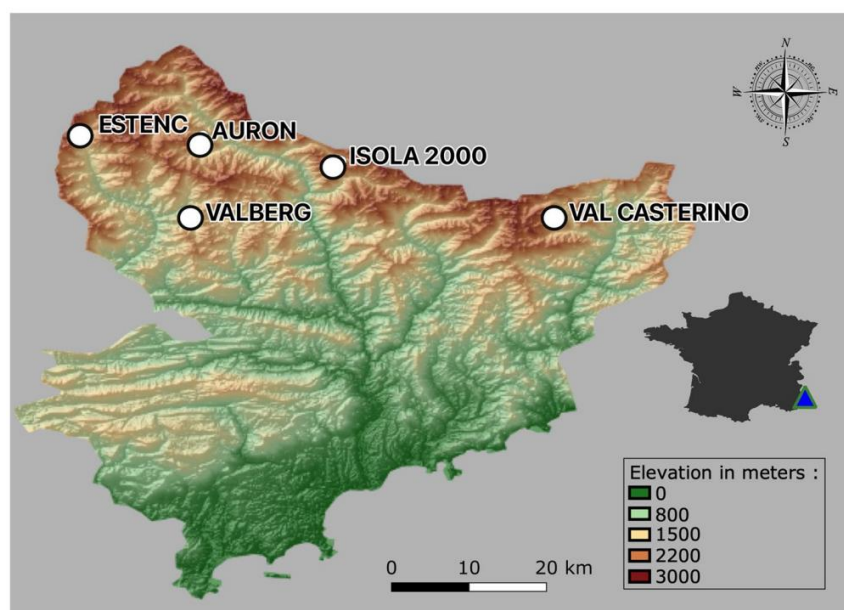 N
W
E
S
ESTENC
AURON
ISOLA 2000
VALBERG
VAL CASTERINO
Elevation in meters :
0
800
1500
2200
3000
0 10 20 km